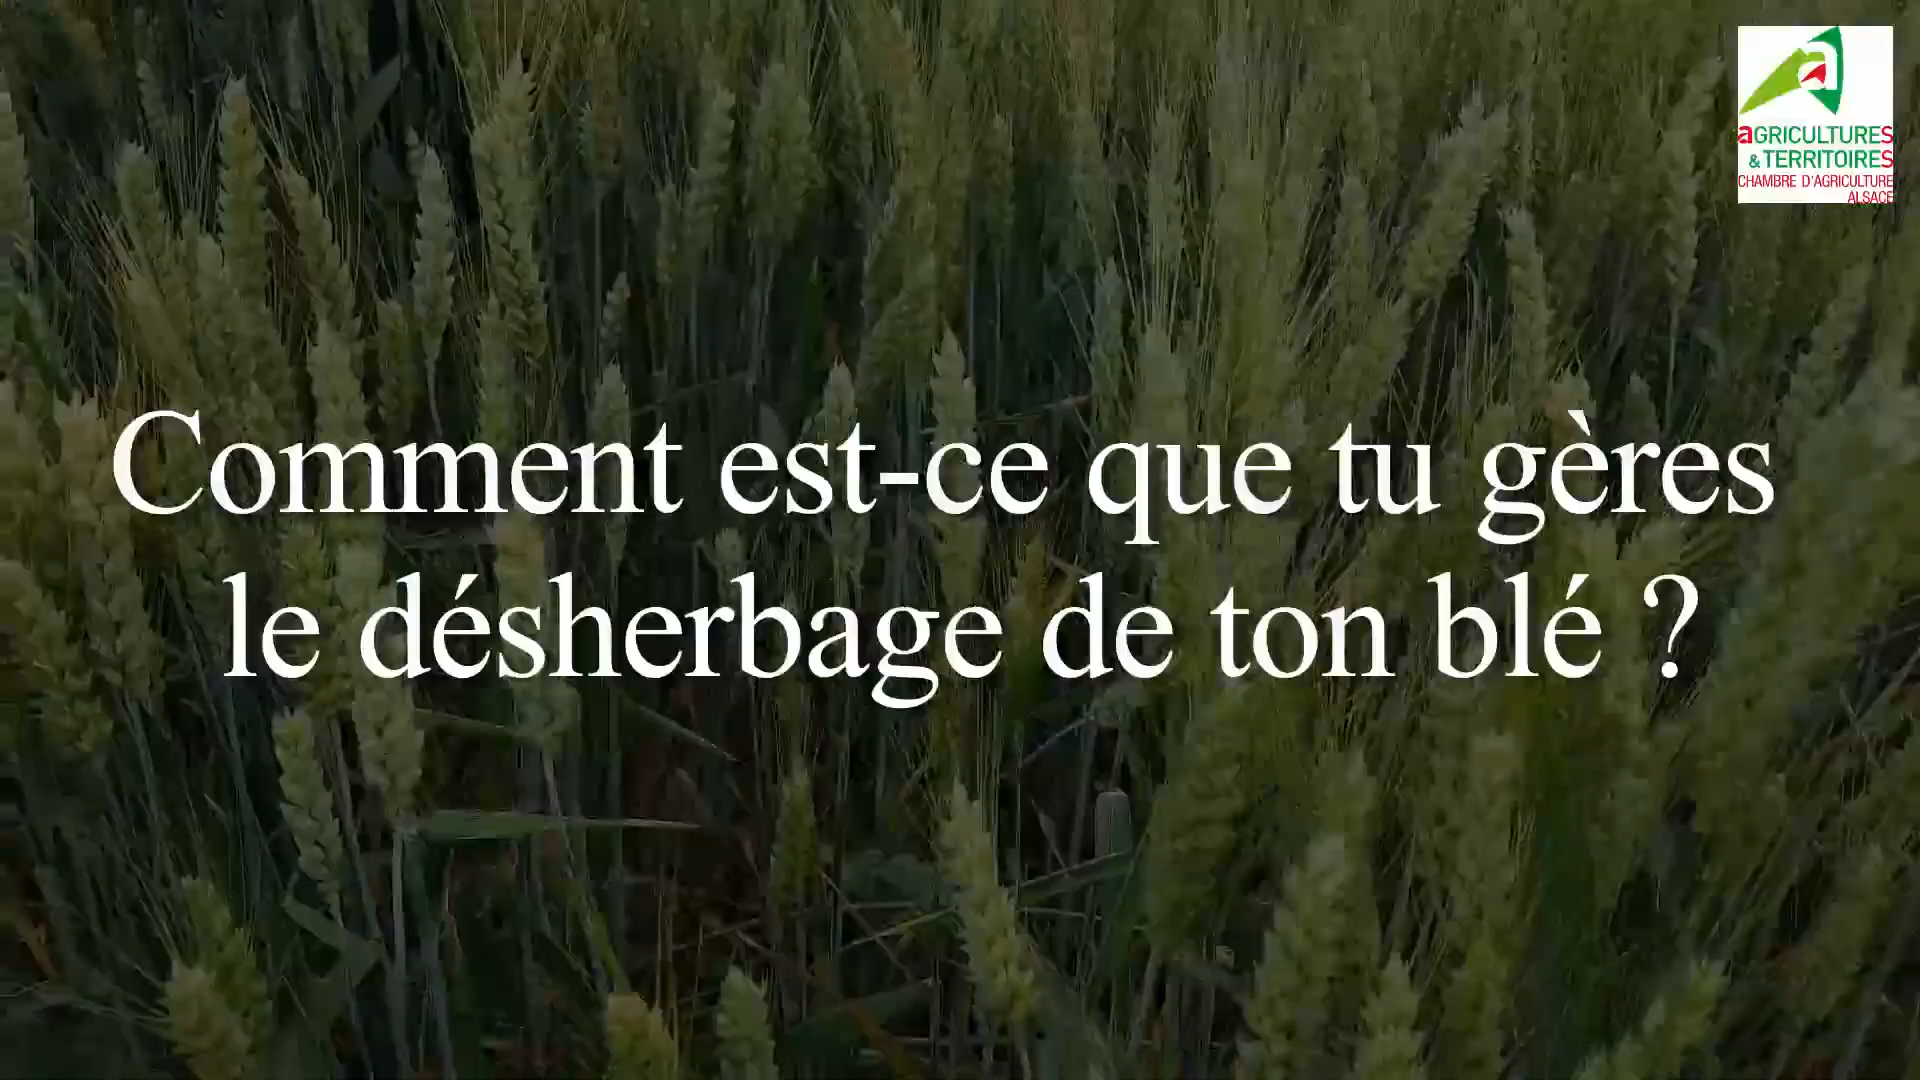 aGRICULTURES
& TERRITOIRES
CHAMBRE D'AGRICULTURE
ALSACE
Comment est-ce que tu gères
le désherbage de ton blé ?